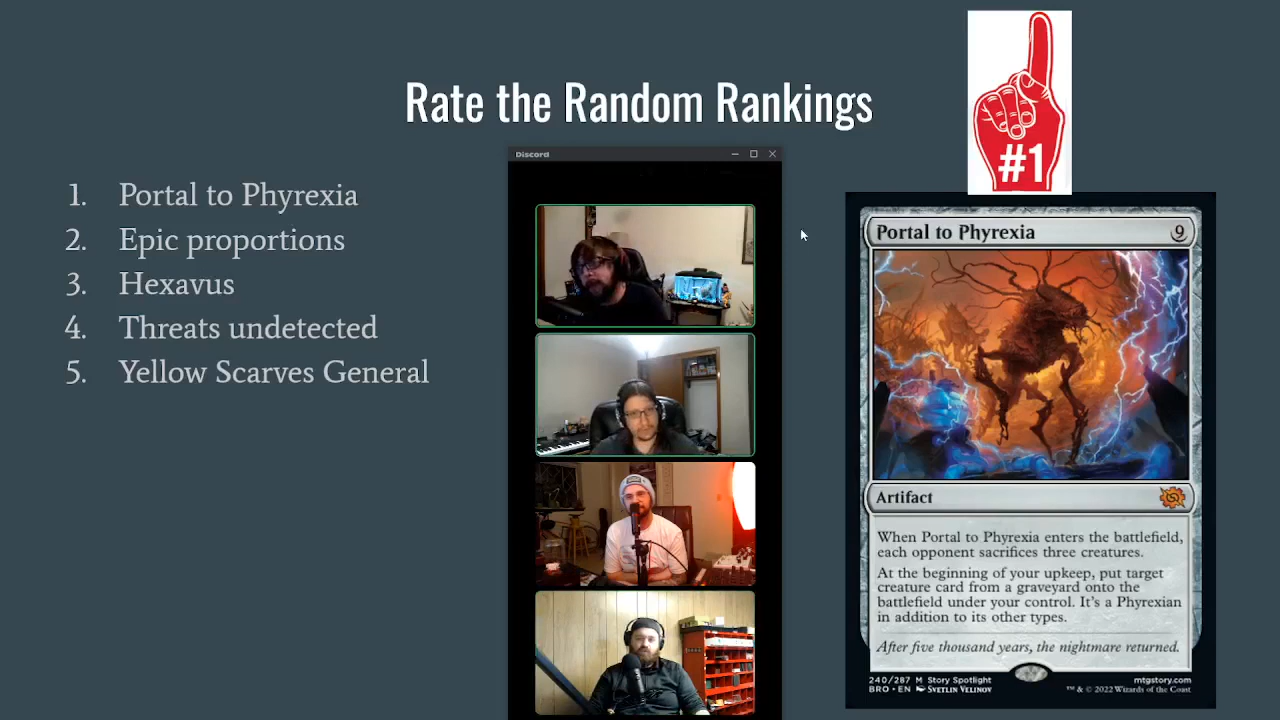 Rate the Random Rankings
#1
Discord
1. Portal to Phyrexia
2. Epic proportions
3. Hexavus
4. Threats undetected
5. Yellow Scarves General
Portal to Phyrexia 9
Artifact
When Portal to Phyrexia enters the battlefield,
each opponent sacrifices three creatures.
At the beginning of your upkeep, put target
creature card from a graveyard onto the
battlefield under your control. It's a Phyrexian
in addition to its other types.
After five thousand years, the nightmare returned.
240/287 M Story Spotlight mtgstory.com
BRO • EN Svetlin Velinov ™ & © 2022 Wizards of the Coast